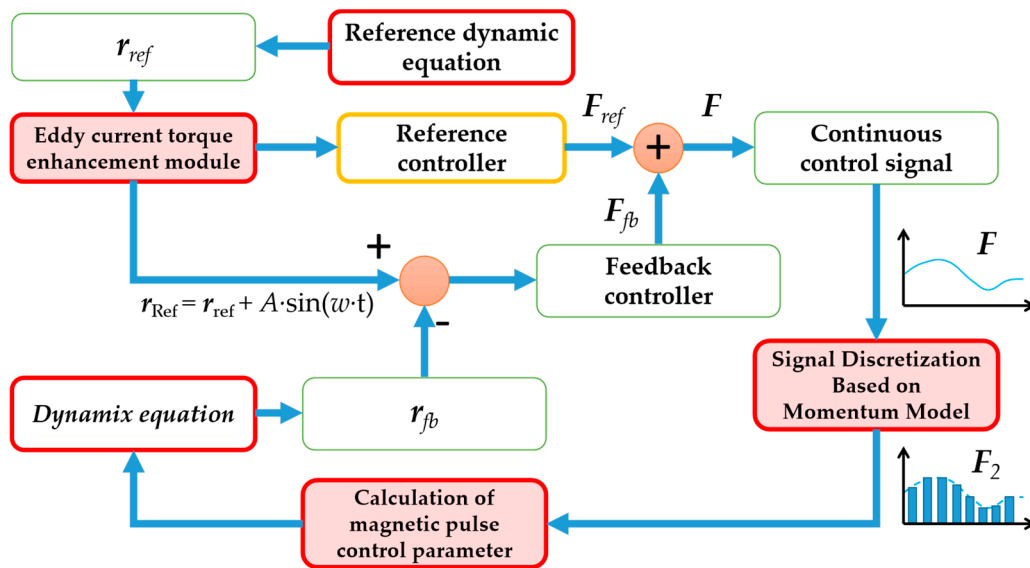 r_ref
Reference dynamic
equation
Eddy current torque
enhancement module
Reference
controller
F_ref
+
F
Continuous
control signal
F_fb
+
-
r_Ref = r_ref + A·sin(w·t)
Feedback
controller
F
Signal Discretization
Based on
Momentum Model
Dynamix equation
r_fb
Calculation of
magnetic pulse
control parameter
F_2